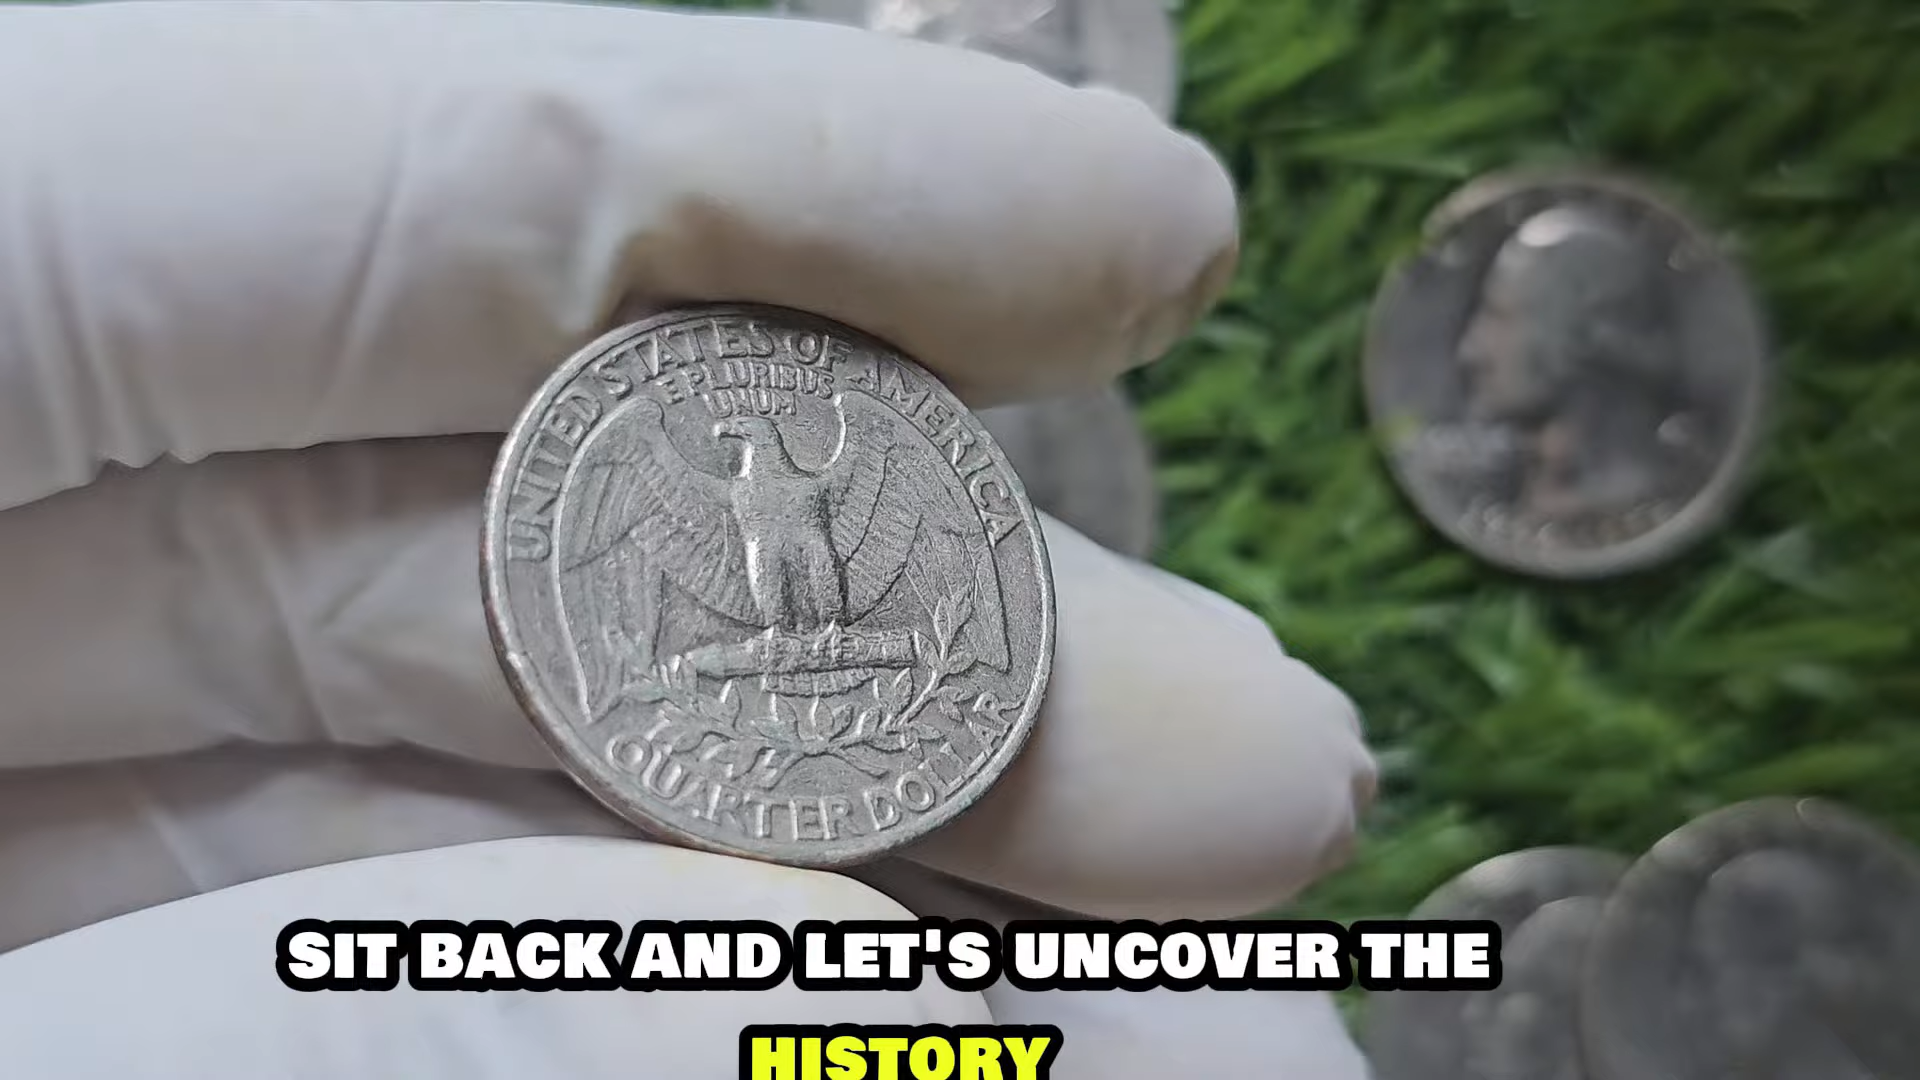 UNITED STATES OF AMERICA
E PLURIBUS
UNUM
QUARTER DOLLAR
SIT BACK AND LET'S UNCOVER THE
HISTORY